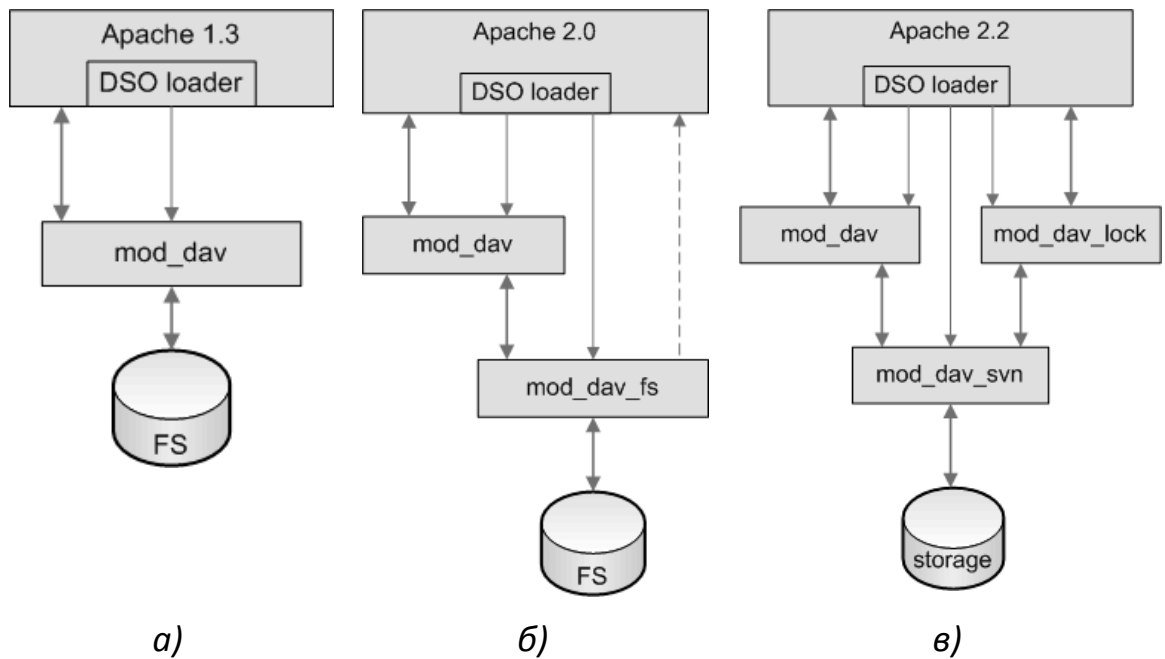 Apache 1.3
DSO loader
mod_dav
FS
а)
Apache 2.0
DSO loader
mod_dav
mod_dav_fs
FS
б)
Apache 2.2
DSO loader
mod_dav
mod_dav_lock
mod_dav_svn
storage
в)